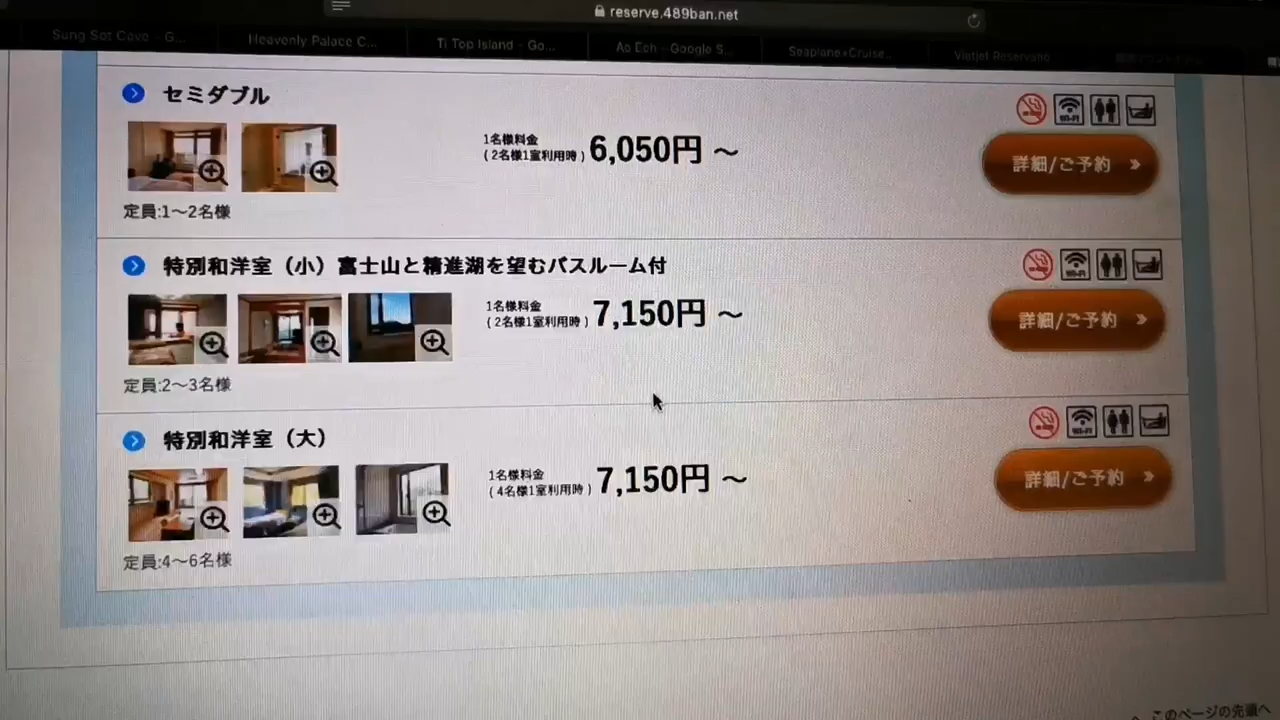 reserve.489ban.net
Sung Sot Cave - G...
Heavenly Palace C...
Ti Top Island - Go...
Ao Ech - Google S...
Seaplane+Cruise...
Vietjet Reservatio
セミダブル
1名様料金
(2名様1室利用時) 6,050円 ～
Wi-Fi
詳細/ご予約
定員:1～2名様
特別和洋室（小）富士山と精進湖を望むバスルーム付
1名様料金
(2名様1室利用時) 7,150円 ～
Wi-Fi
詳細/ご予約
定員:2～3名様
特別和洋室（大）
1名様料金
(4名様1室利用時) 7,150円 ～
Wi-Fi
詳細/ご予約
定員:4～6名様
このページの先頭へ